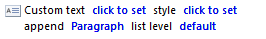 Custom text click to set style click to set
append Paragraph list level default